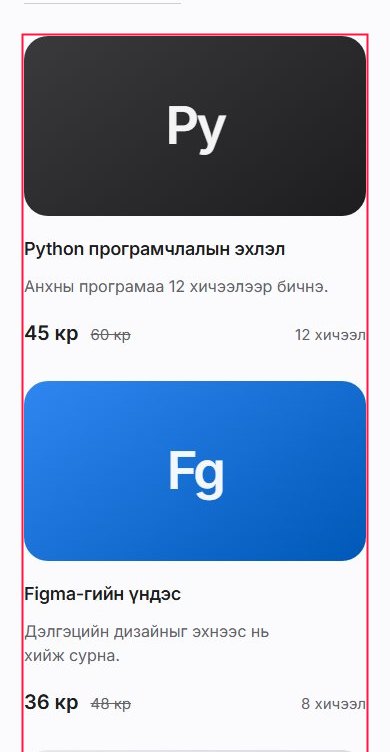 Py
Python програмчлалын эхлэл
Анхны програмаа 12 хичээлээр бичнэ.
45 кр 60 кр 12 хичээл
Fg
Figma-гийн үндэс
Дэлгэцийн дизайныг эхнээс нь
хийж сурна.
36 кр 48 кр 8 хичээл